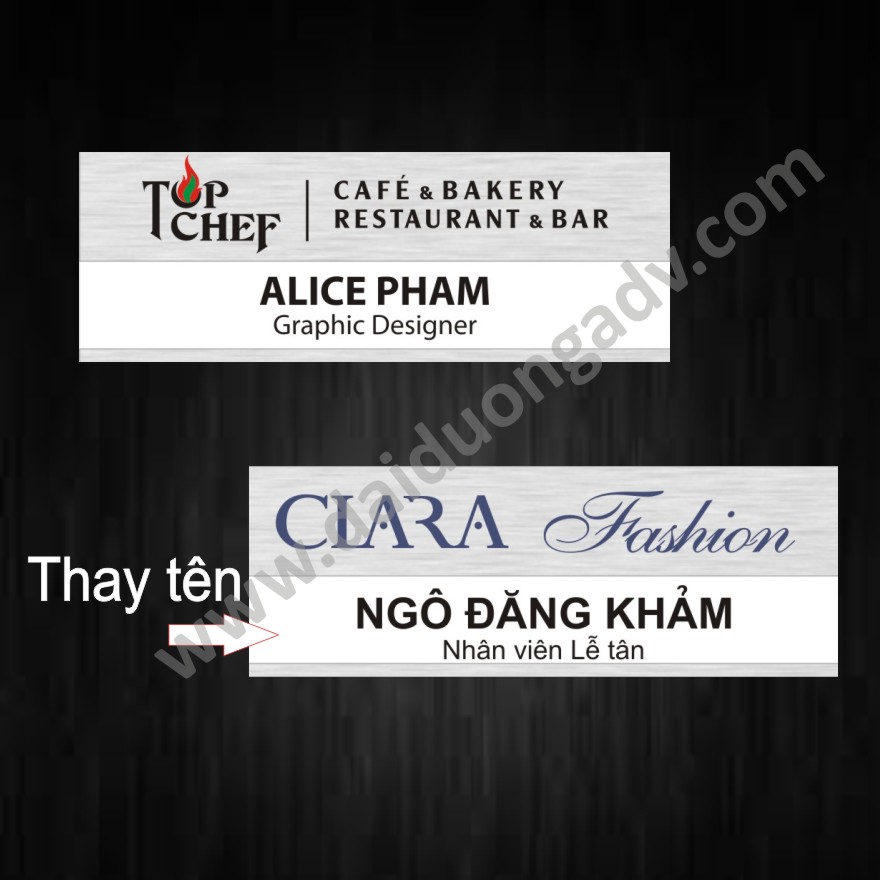 TOP
CHEF
CAFÉ & BAKERY
RESTAURANT & BAR
ALICE PHAM
Graphic Designer
CIARA Fashion
Thay tên
NGÔ ĐĂNG KHẢM
Nhân viên Lễ tân
www.daiduongadv.com